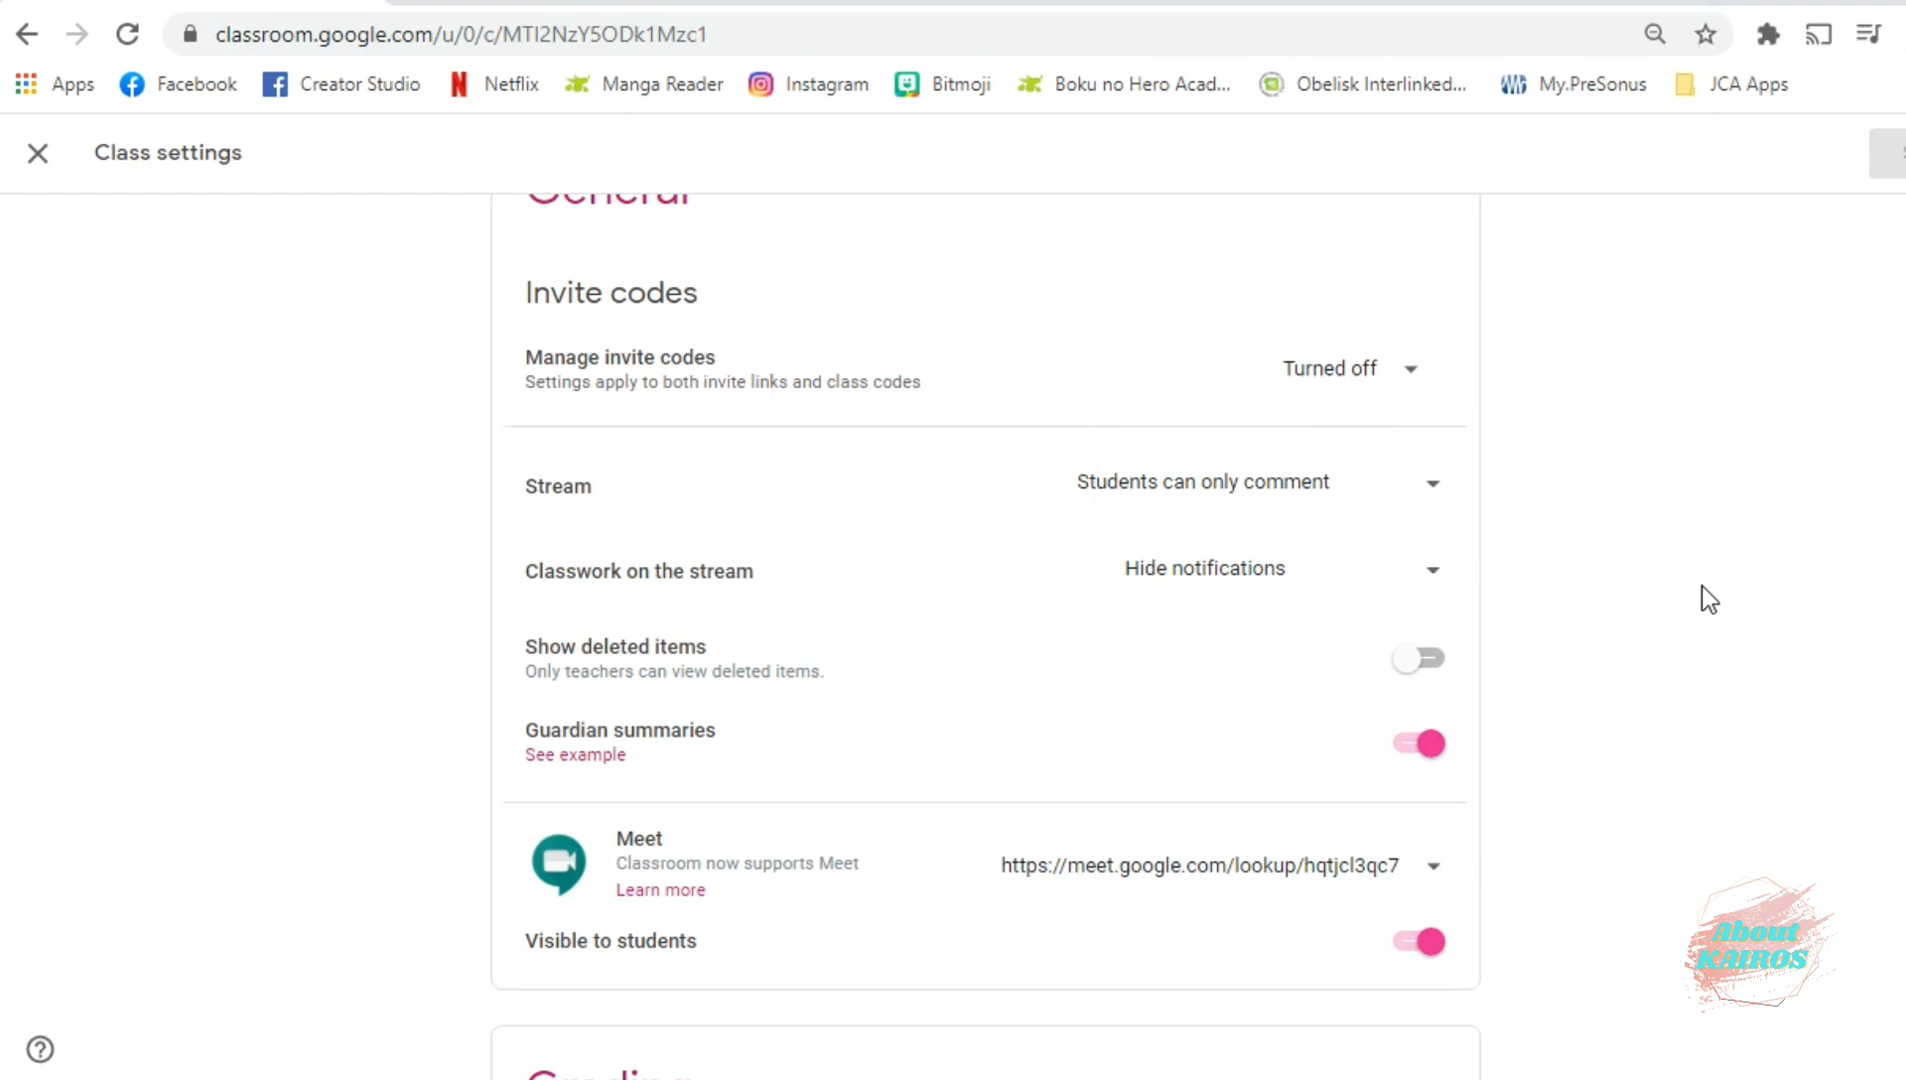 classroom.google.com/u/0/c/MTI2NzY5ODk1Mzc1
Apps Facebook Creator Studio Netflix Manga Reader Instagram Bitmoji Boku no Hero Acad... Obelisk Interlinked... My.PreSonus JCA Apps
Class settings
General
Invite codes
Manage invite codes
Settings apply to both invite links and class codes
Turned off
Stream
Students can only comment
Classwork on the stream
Hide notifications
Show deleted items
Only teachers can view deleted items.
Guardian summaries
See example
Meet
Classroom now supports Meet
Learn more
https://meet.google.com/lookup/hqtjcl3qc7
Visible to students
About
KAIROS
Grading